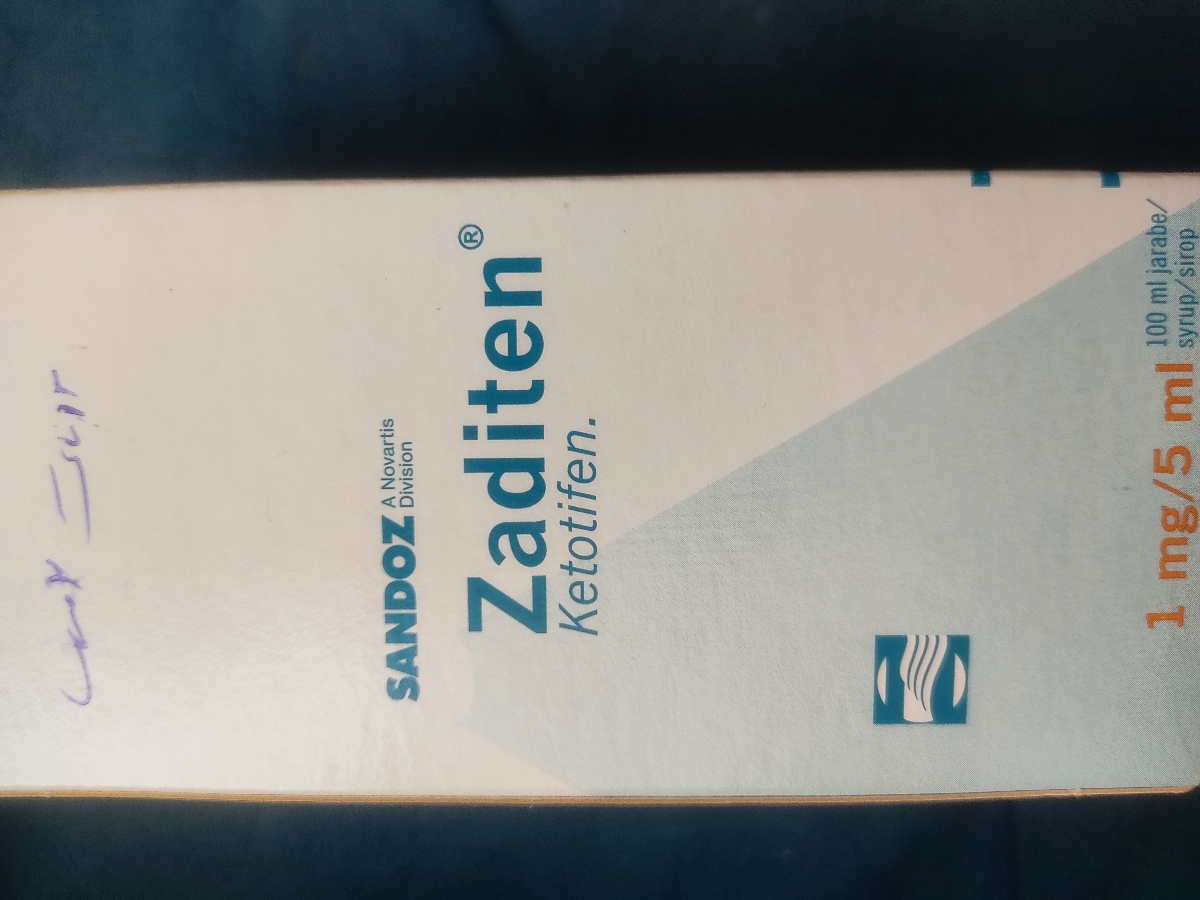 SANDOZ A Novartis
Division
Zaditen®
Ketotifen.
1 mg/5 ml 100 ml jarabe/
syrup/sirop